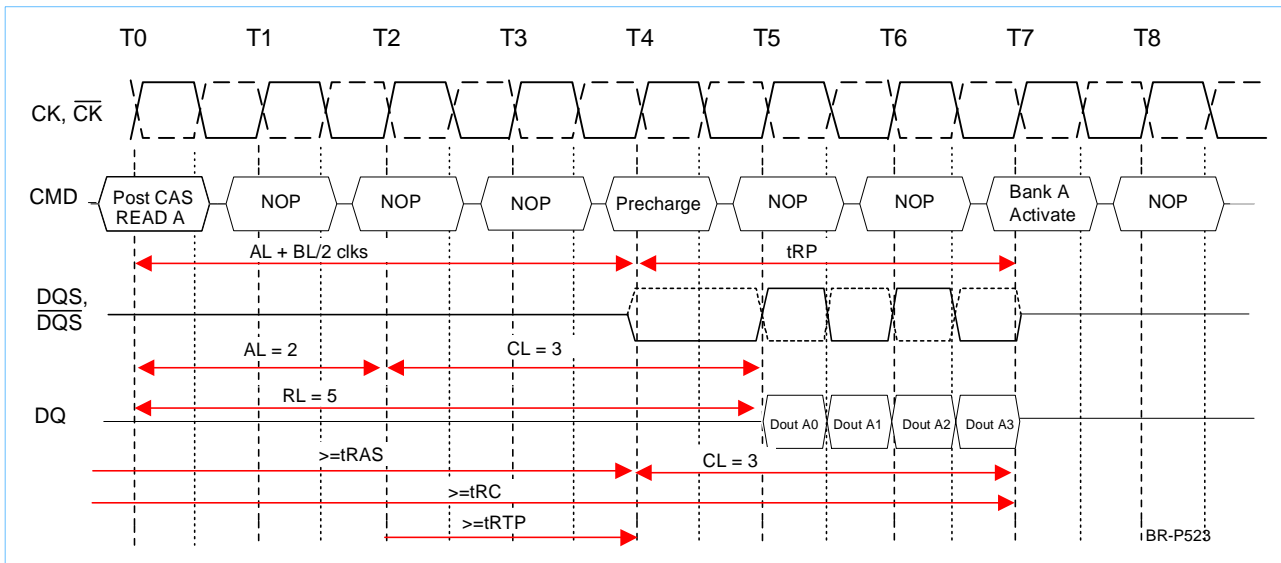 T0 T1 T2 T3 T4 T5 T6 T7 T8
CK, C̅K̅
CMD Post CAS READ A NOP NOP NOP Precharge NOP NOP Bank A Activate NOP
AL + BL/2 clks tRP
DQS,
D̅Q̅S̅
AL = 2 CL = 3
RL = 5
DQ Dout A0 Dout A1 Dout A2 Dout A3
>=tRAS CL = 3
>=tRC
>=tRTP
BR-P523